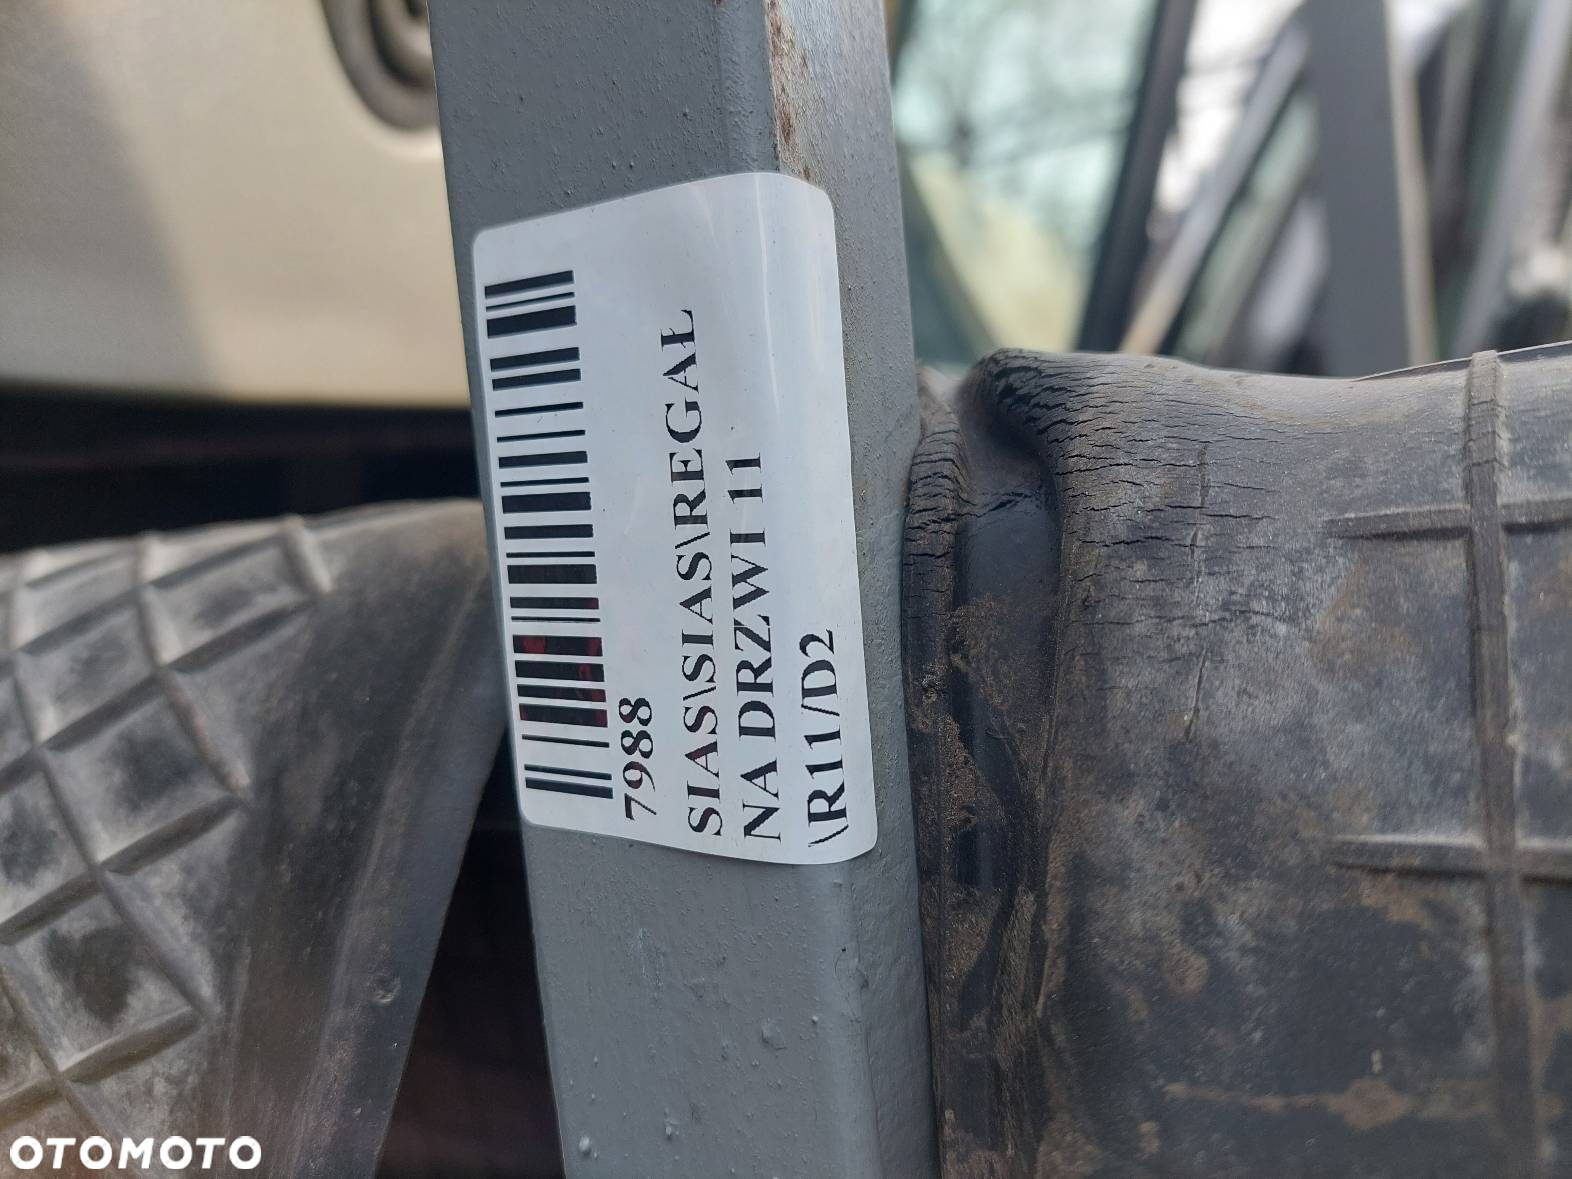 7988
SIAS\SIAS\REGAŁ
NA DRZWI 11
\R11/D2
OTOMOTO